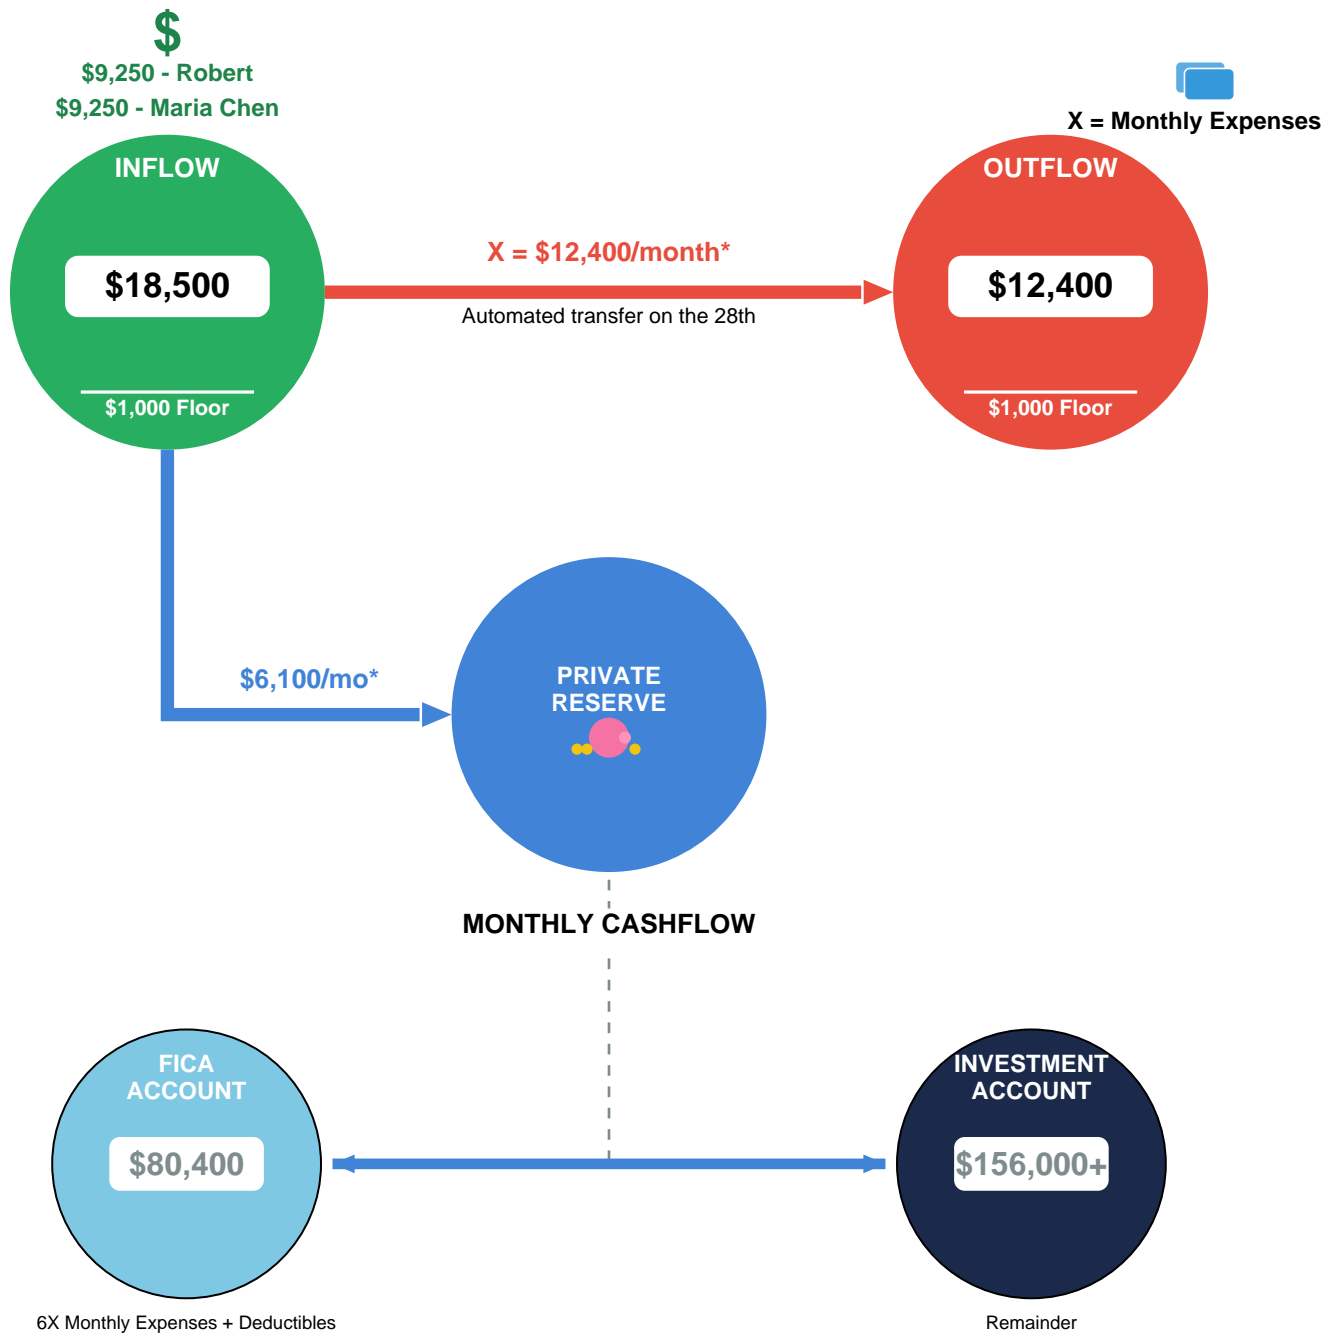 $
$9,250 - Robert
$9,250 - Maria Chen
X = Monthly Expenses
INFLOW
OUTFLOW
X = $12,400/month*
$18,500
$12,400
Automated transfer on the 28th
$1,000 Floor
$1,000 Floor
$6,100/mo*
PRIVATE
RESERVE
MONTHLY CASHFLOW
FICA
ACCOUNT
$80,400
INVESTMENT
ACCOUNT
$156,000+
6X Monthly Expenses + Deductibles
Remainder